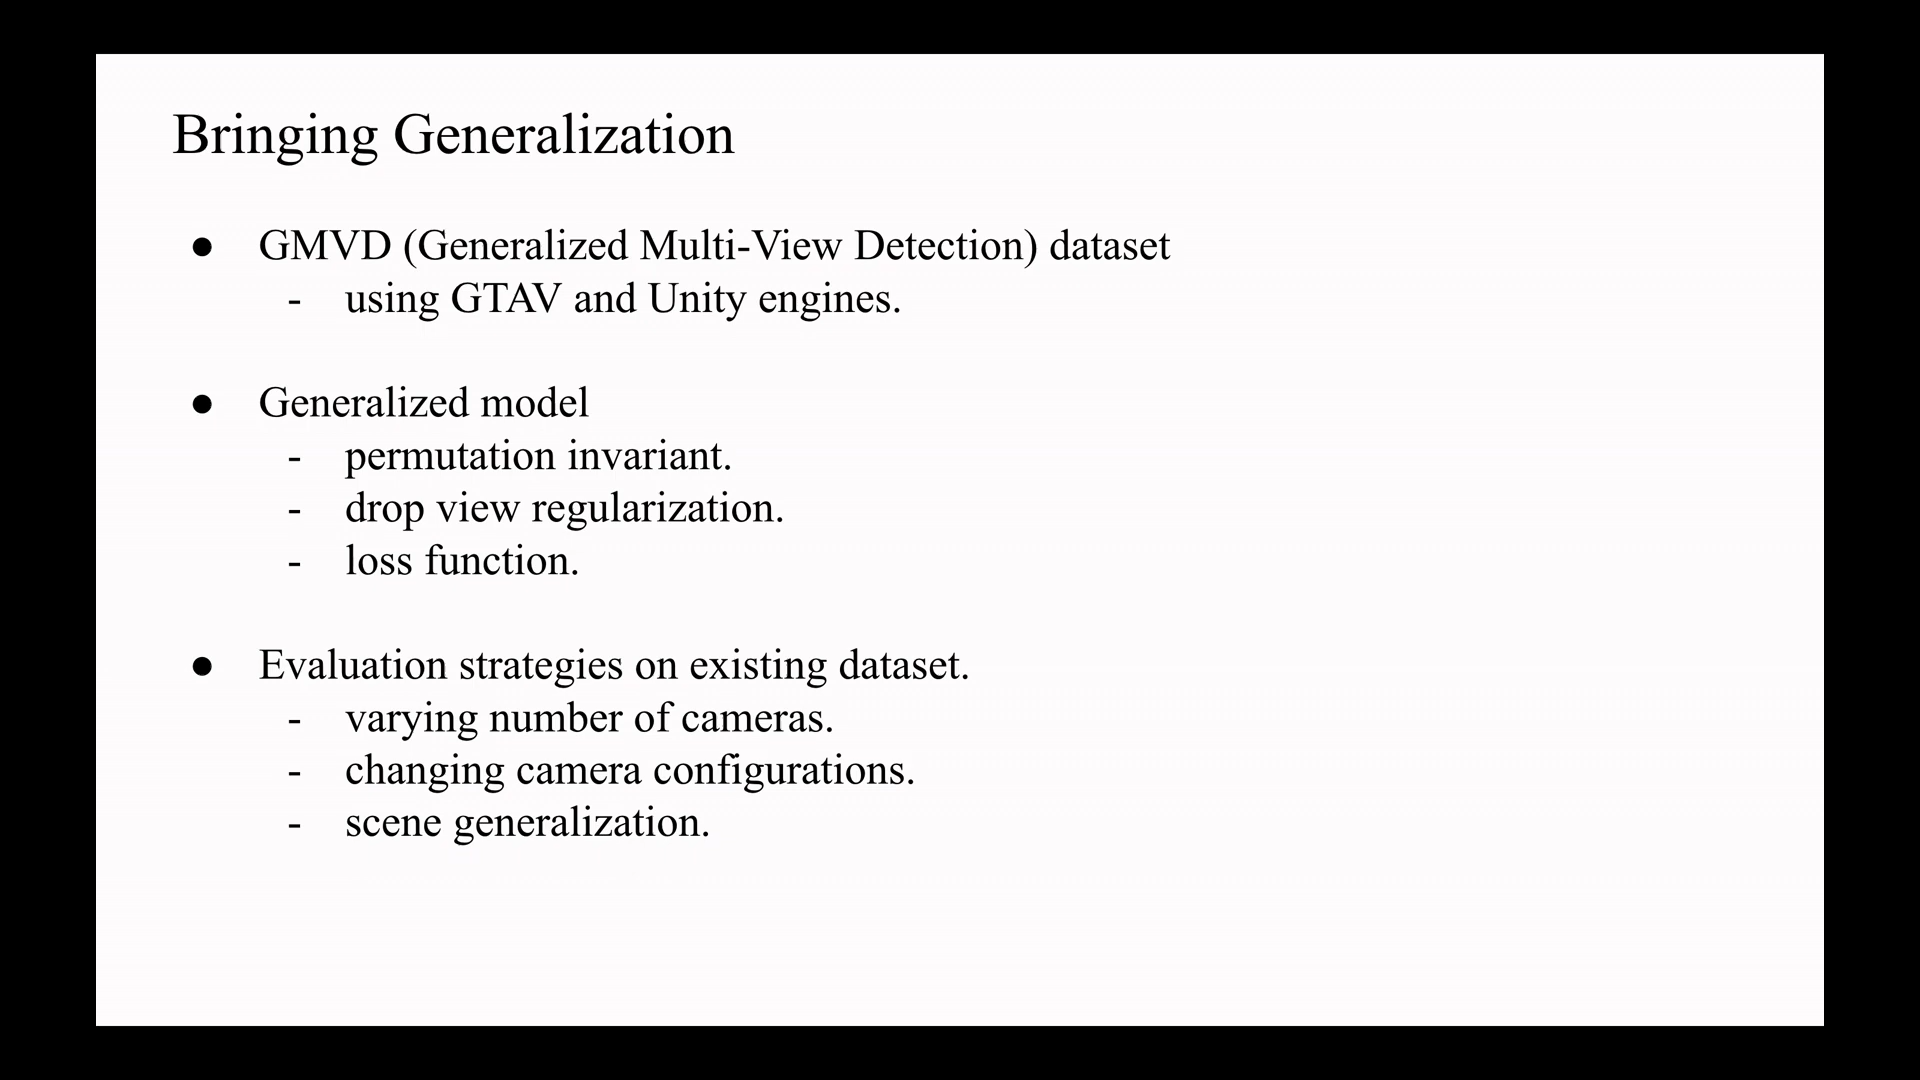 Bringing Generalization
● GMVD (Generalized Multi-View Detection) dataset
- using GTAV and Unity engines.
● Generalized model
- permutation invariant.
- drop view regularization.
- loss function.
● Evaluation strategies on existing dataset.
- varying number of cameras.
- changing camera configurations.
- scene generalization.